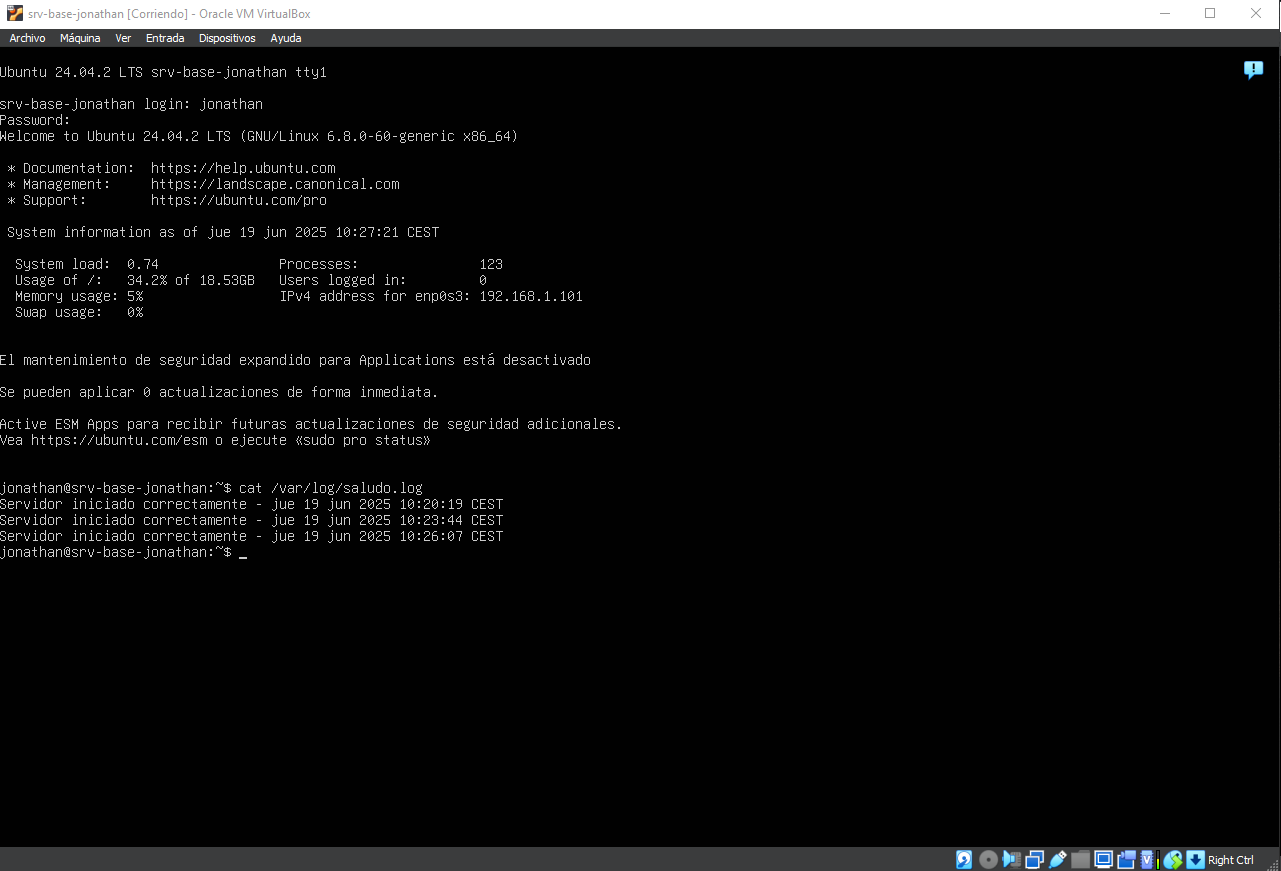 srv-base-jonathan [Corriendo] - Oracle VM VirtualBox
Archivo Máquina Ver Entrada Dispositivos Ayuda
Ubuntu 24.04.2 LTS srv-base-jonathan tty1
srv-base-jonathan login: jonathan
Password:
Welcome to Ubuntu 24.04.2 LTS (GNU/Linux 6.8.0-60-generic x86_64)
* Documentation: https://help.ubuntu.com
* Management: https://landscape.canonical.com
* Support: https://ubuntu.com/pro
System information as of jue 19 jun 2025 10:27:21 CEST
System load: 0.74 Processes: 123
Usage of /: 34.2% of 18.53GB Users logged in: 0
Memory usage: 5% IPv4 address for enp0s3: 192.168.1.101
Swap usage: 0%
El mantenimiento de seguridad expandido para Applications está desactivado
Se pueden aplicar 0 actualizaciones de forma inmediata.
Active ESM Apps para recibir futuras actualizaciones de seguridad adicionales.
Vea https://ubuntu.com/esm o ejecute «sudo pro status»
jonathan@srv-base-jonathan:~$ cat /var/log/saludo.log
Servidor iniciado correctamente - jue 19 jun 2025 10:20:19 CEST
Servidor iniciado correctamente - jue 19 jun 2025 10:23:44 CEST
Servidor iniciado correctamente - jue 19 jun 2025 10:26:07 CEST
jonathan@srv-base-jonathan:~$ _
Right Ctrl